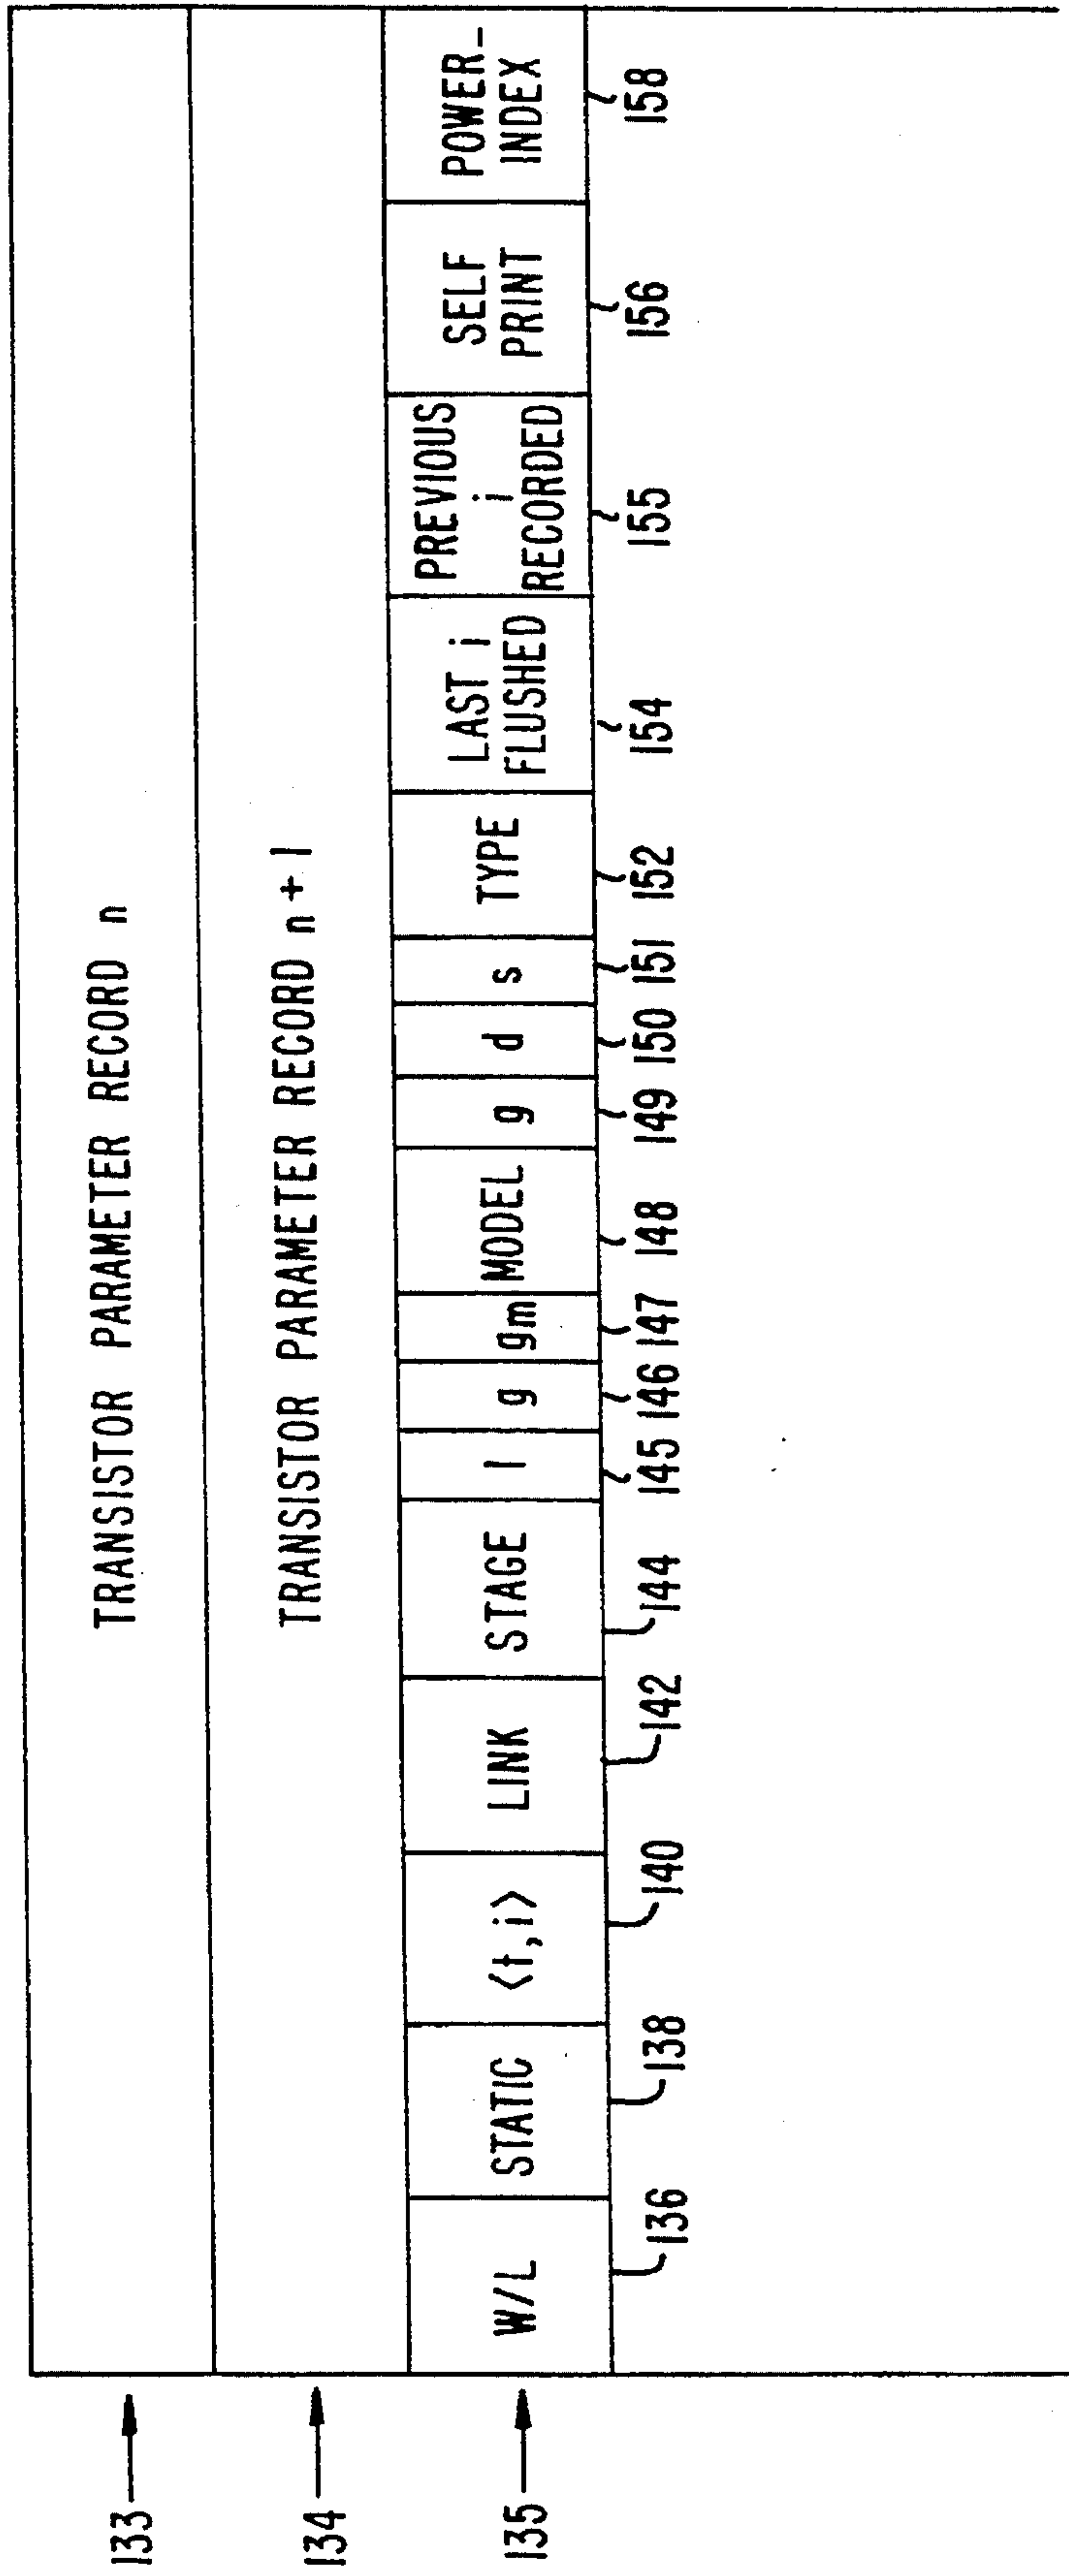 133
TRANSISTOR PARAMETER RECORD n
134
TRANSISTOR PARAMETER RECORD n + 1
135
W/L
STATIC
<t,i>
LINK
STAGE
I
g
gm
MODEL
g
d
s
TYPE
LAST i
FLUSHED
PREVIOUS
i
RECORDED
SELF
PRINT
POWER_
INDEX
136
138
140
142
144
145
146
147
148
149
150
151
152
154
155
156
158